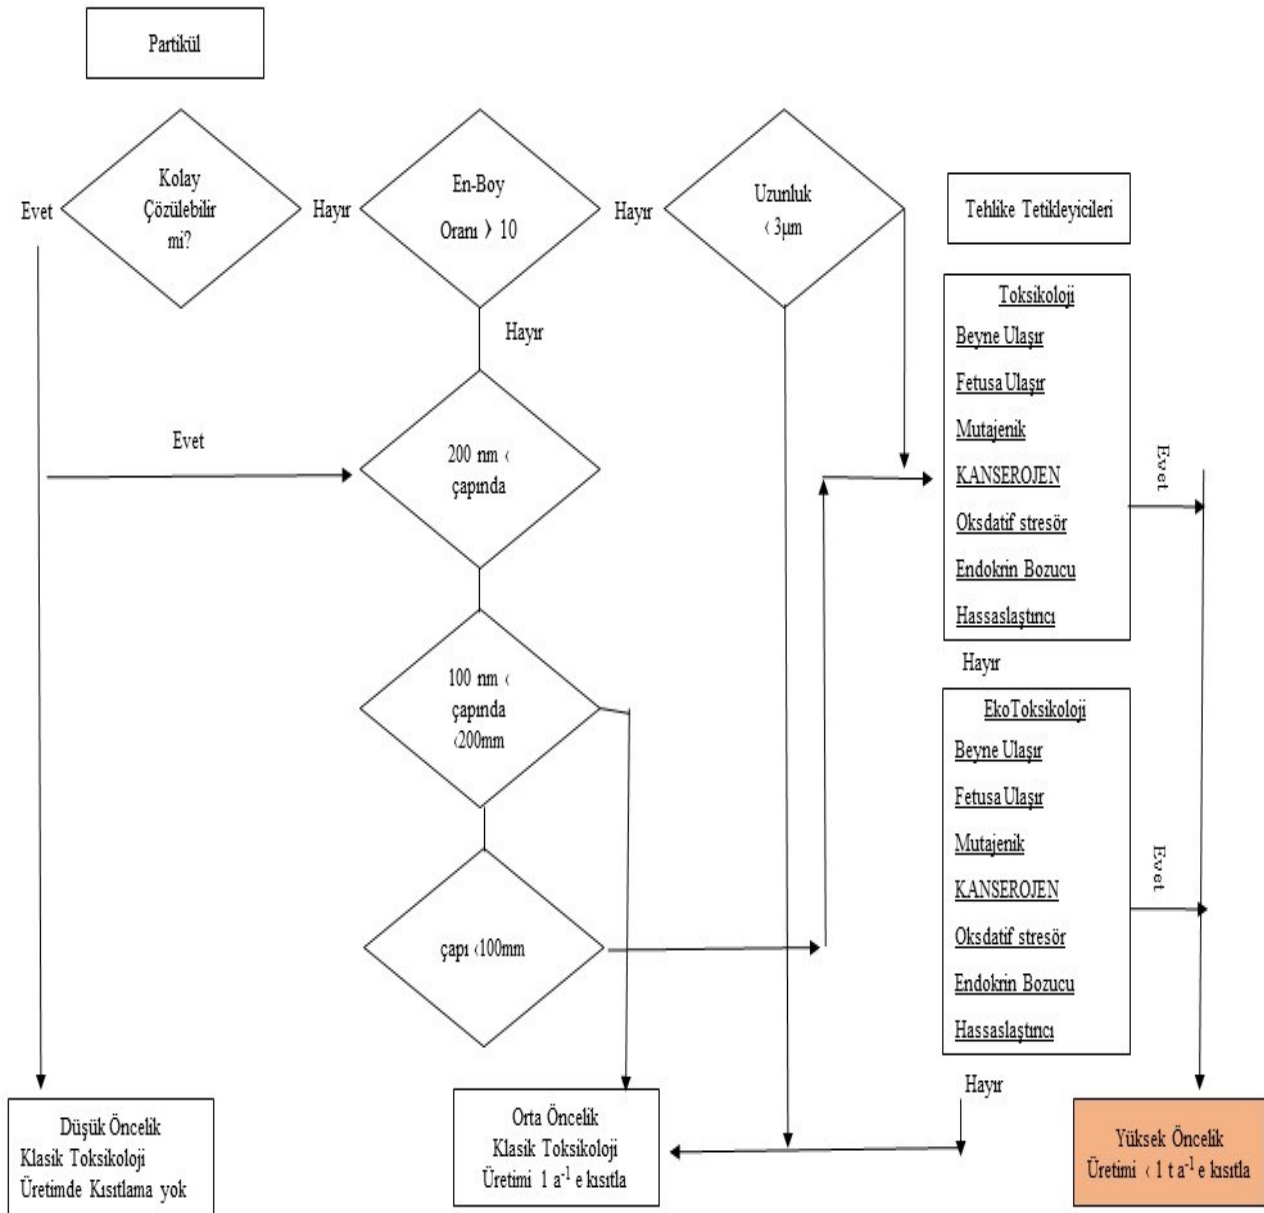 Partikül
Evet
Kolay
Çözülebilir
mi?
Hayır
En-Boy
Oranı 〉 10
Hayır
Uzunluk
‹ 3µm
Tehlike Tetikleyicileri
Hayır
Evet
200 nm ‹
çapında
100 nm ‹
çapında
‹200mm
çapı ‹100mm
Toksikoloji
Beyne Ulaşır
Fetusa Ulaşır
Mutajenik
KANSEROJEN
Oksdatif stresör
Endokrin Bozucu
Hassaslaştırıcı
Evet
Hayır
EkoToksikoloji
Beyne Ulaşır
Fetusa Ulaşır
Mutajenik
KANSEROJEN
Oksdatif stresör
Endokrin Bozucu
Hassaslaştırıcı
Evet
Hayır
Düşük Öncelik
Klasik Toksikoloji
Üretimde Kısıtlama yok
Orta Öncelik
Klasik Toksikoloji
Üretimi 1 a⁻¹ e kısıtla
Yüksek Öncelik
Üretimi ‹ 1 t a⁻¹ e kısıtla